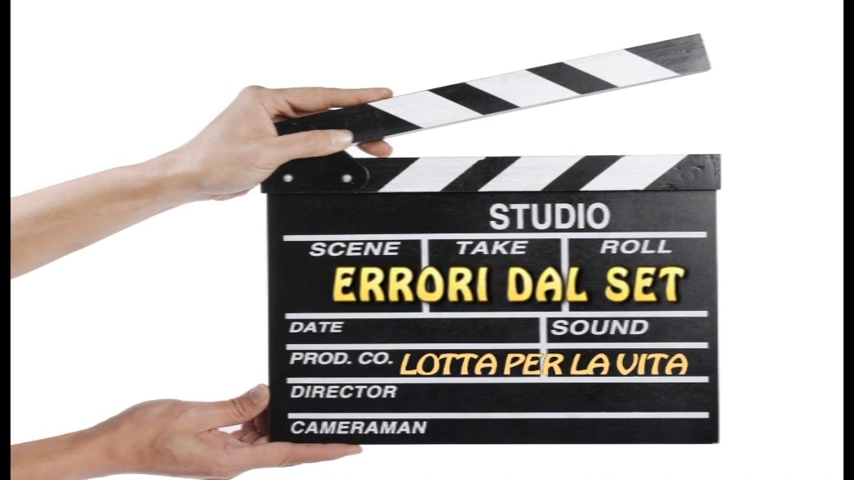 STUDIO
SCENE TAKE ROLL
ERRORI DAL SET
DATE SOUND
PROD. CO. LOTTA PER LA VITA
DIRECTOR
CAMERAMAN